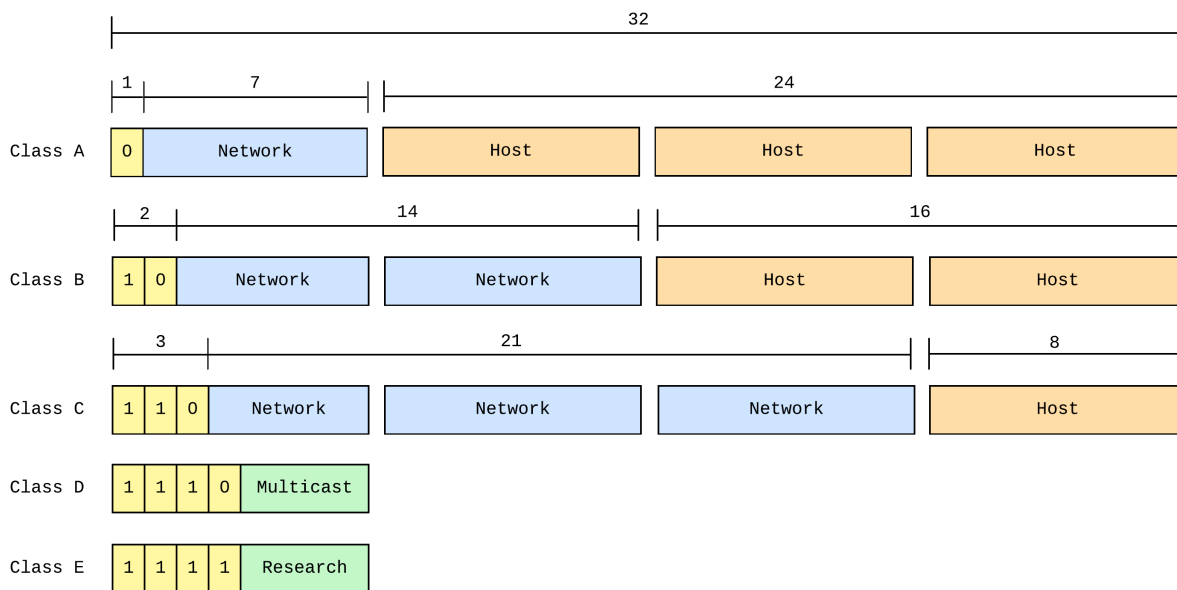 32
1 7 24
Class A 0 Network Host Host Host
2 14 16
Class B 1 0 Network Network Host Host
3 21 8
Class C 1 1 0 Network Network Network Host
Class D 1 1 1 0 Multicast
Class E 1 1 1 1 Research